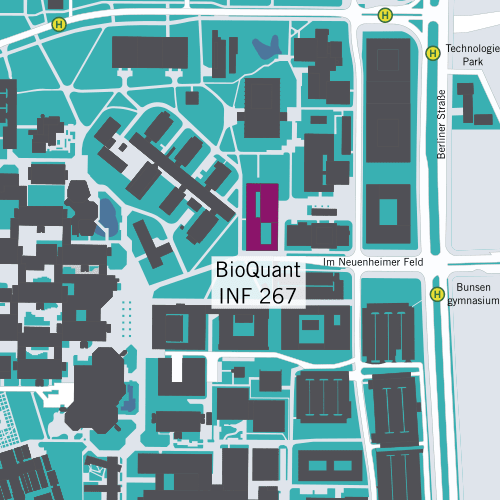 H
H
H
Technologie
Park
Berliner Straße
BioQuant
INF 267
Im Neuenheimer Feld
H
Bunsen
gymnasium